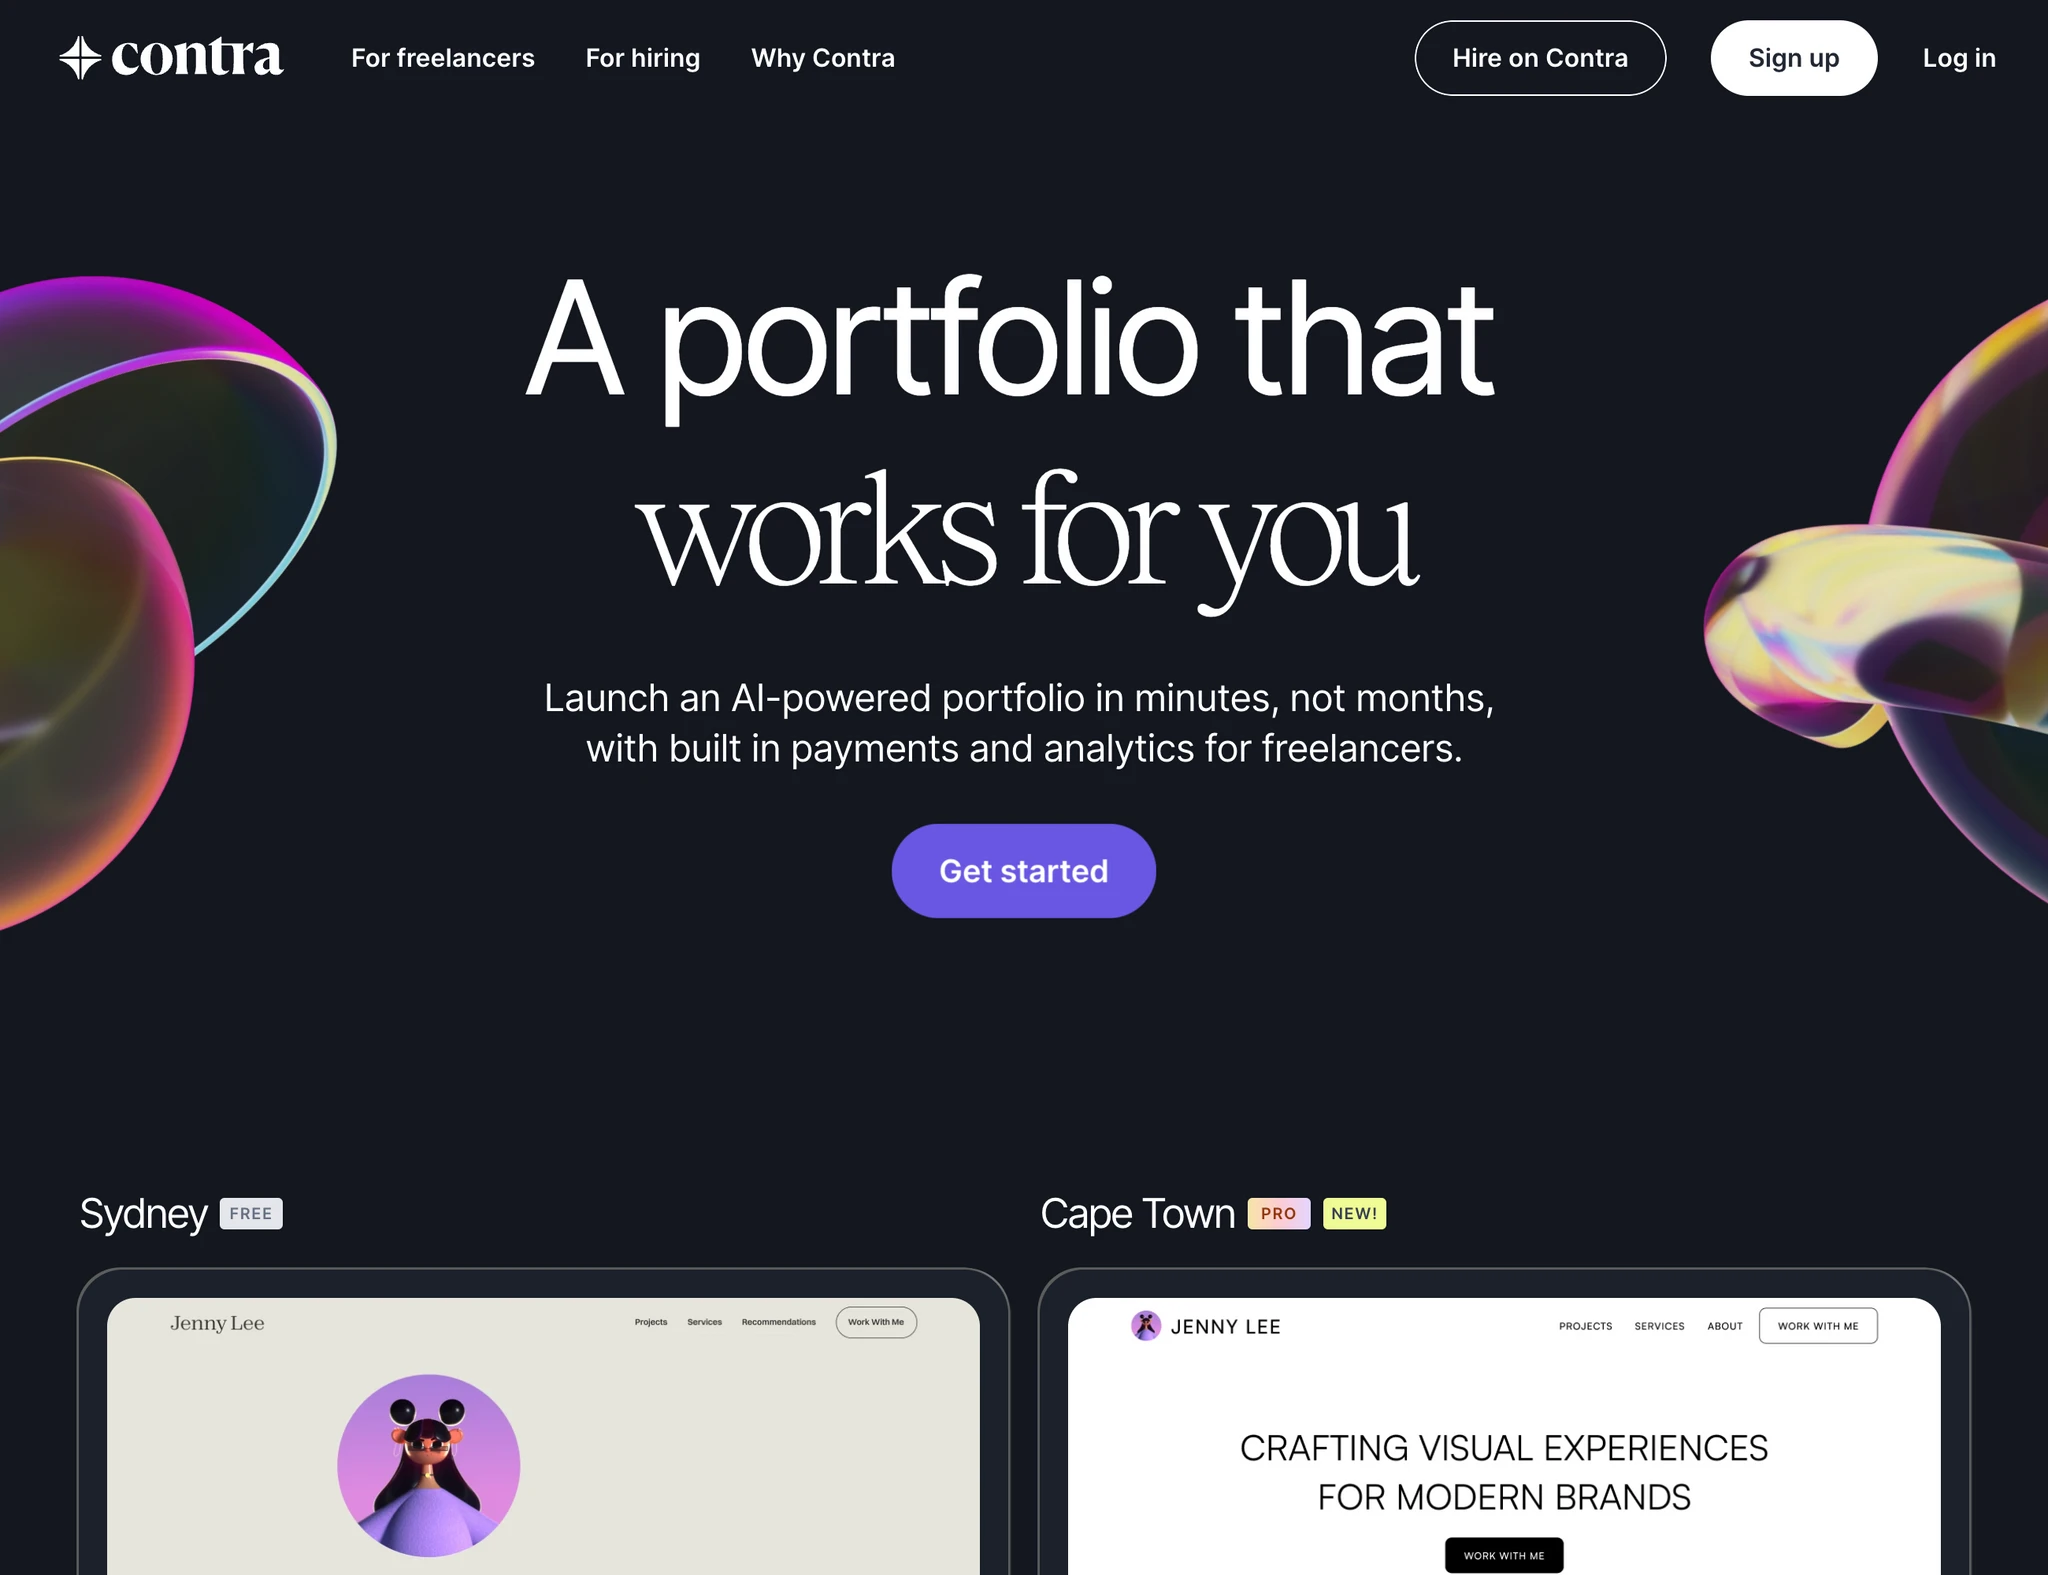 contra
For freelancers
For hiring
Why Contra
Hire on Contra
Sign up
Log in
A portfolio that
works for you
Launch an AI-powered portfolio in minutes, not months,
with built in payments and analytics for freelancers.
Get started
Sydney FREE
Jenny Lee
Projects
Services
Recommendations
Work With Me
Cape Town PRO NEW!
JENNY LEE
PROJECTS
SERVICES
ABOUT
WORK WITH ME
CRAFTING VISUAL EXPERIENCES
FOR MODERN BRANDS
WORK WITH ME